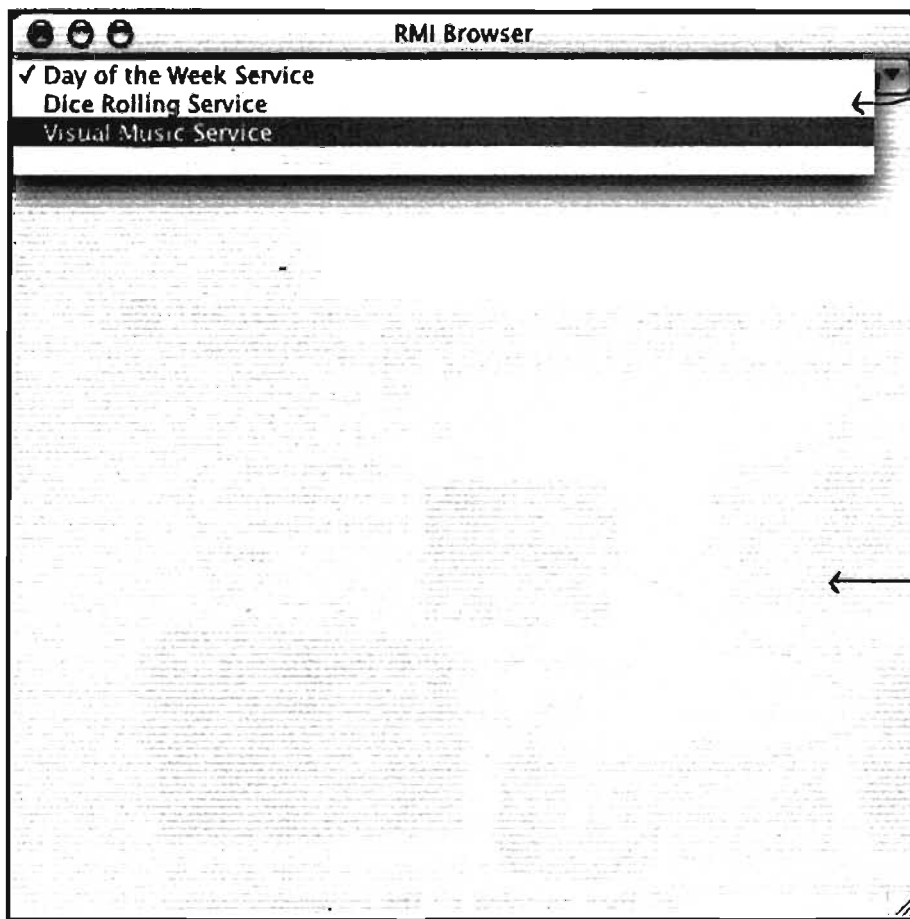 RMI Browser
✓ Day of the Week Service
Dice Rolling Service
Visual Music Service